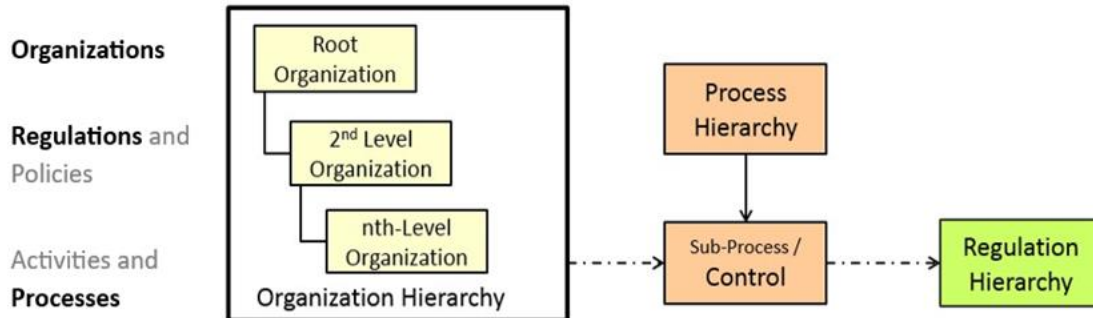 Organizations
Regulations and
Policies
Activities and
Processes
Root
Organization
2nd Level
Organization
nth-Level
Organization
Organization Hierarchy
Process
Hierarchy
Sub-Process /
Control
Regulation
Hierarchy